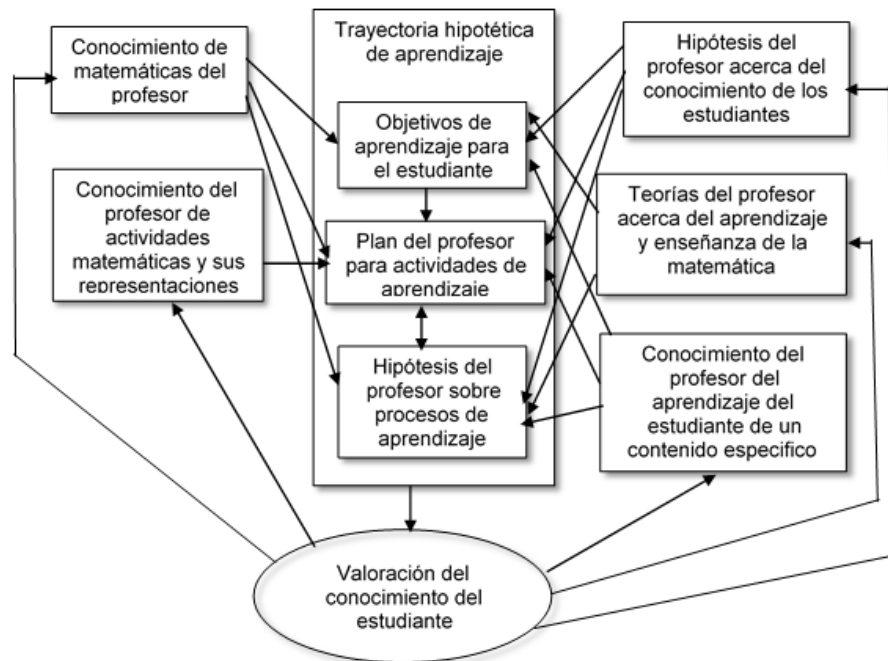 Conocimiento de
matemáticas del
profesor
Conocimiento del
profesor de
actividades
matemáticas y sus
representaciones
Trayectoria hipotética
de aprendizaje
Objetivos de
aprendizaje para
el estudiante
Plan del profesor
para actividades de
aprendizaje
Hipótesis del
profesor sobre
procesos de
aprendizaje
Hipótesis del
profesor acerca del
conocimiento de los
estudiantes
Teorías del profesor
acerca del aprendizaje
y enseñanza de la
matemática
Conocimiento del
profesor del
aprendizaje del
estudiante de un
contenido especifico
Valoración del
conocimiento del
estudiante